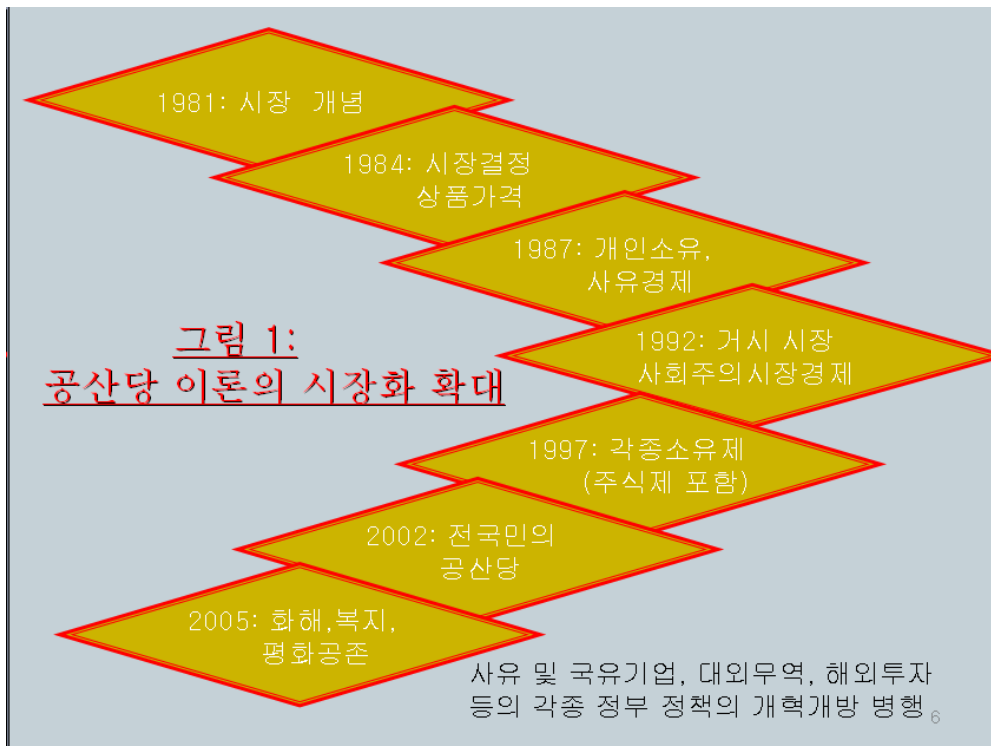 1981: 시장 개념
1984: 시장결정
상품가격
1987: 개인소유,
사유경제
1992: 거시 시장
사회주의시장경제
그림 1:
공산당 이론의 시장화 확대
1997: 각종소유제
(주식제 포함)
2002: 전국민의
공산당
2005: 화해,복지,
평화공존
사유 및 국유기업, 대외무역, 해외투자
등의 각종 정부 정책의 개혁개방 병행
6